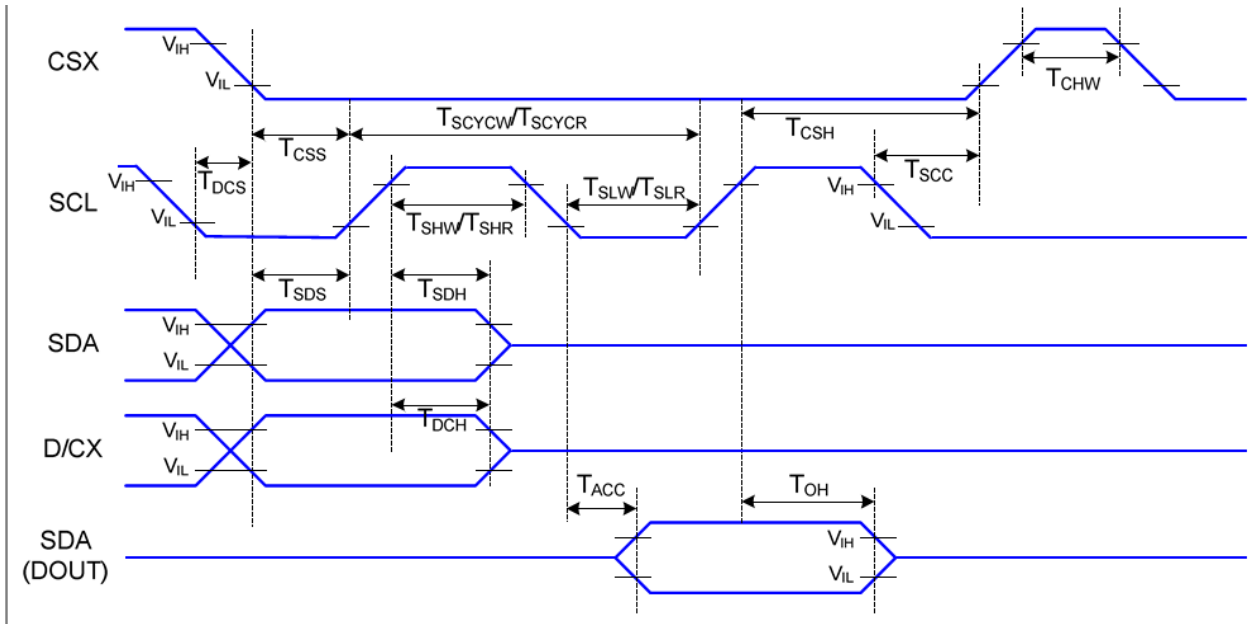 CSX
VIH
VIL
TCHW
TSCYCW/TSCYCR
TCSH
TCSS
TDCS
TSCC
SCL
VIH
VIL
TSLW/TSLR
TSHW/TSHR
VIH
VIL
TSDS
TSDH
SDA
VIH
VIL
TDCH
D/CX
VIH
VIL
TACC
TOH
SDA
(DOUT)
VIH
VIL